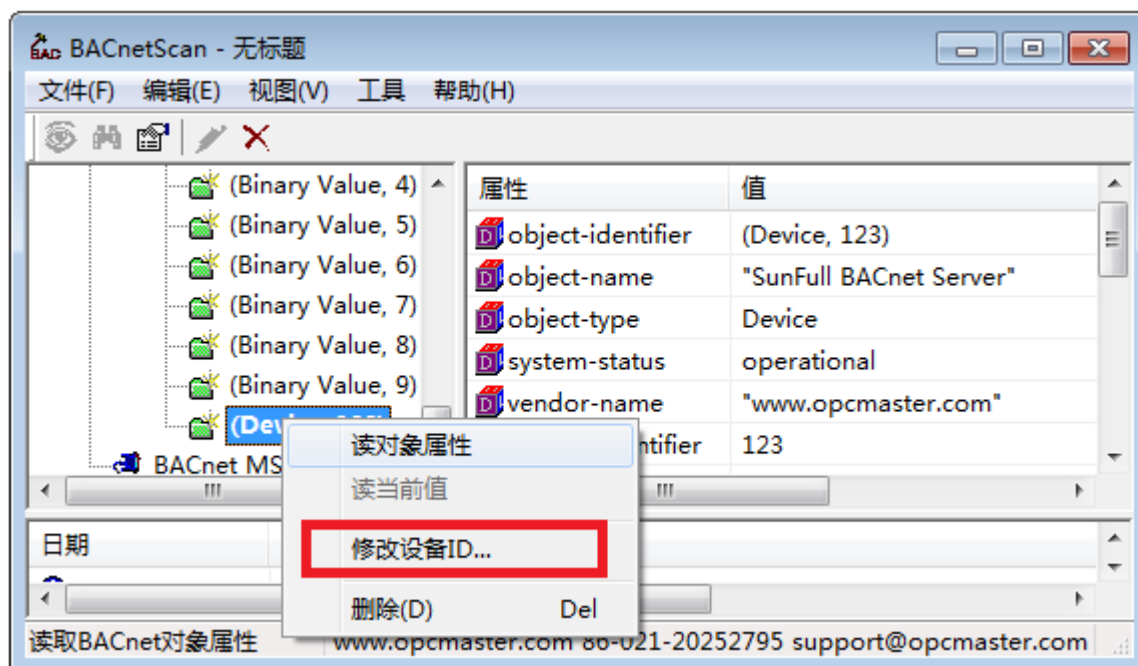 BAC BACnetScan - 无标题
文件(F) 编辑(E) 视图(V) 工具 帮助(H)
(Binary Value, 4)
(Binary Value, 5)
(Binary Value, 6)
(Binary Value, 7)
(Binary Value, 8)
(Binary Value, 9)
(Dev
BACnet MS
属性 值
object-identifier (Device, 123)
object-name "SunFull BACnet Server"
object-type Device
system-status operational
vendor-name "www.opcmaster.com"
ntifier 123
读对象属性
读当前值
修改设备ID...
删除(D) Del
日期
读取BACnet对象属性 www.opcmaster.com 86-021-20252795 support@opcmaster.com